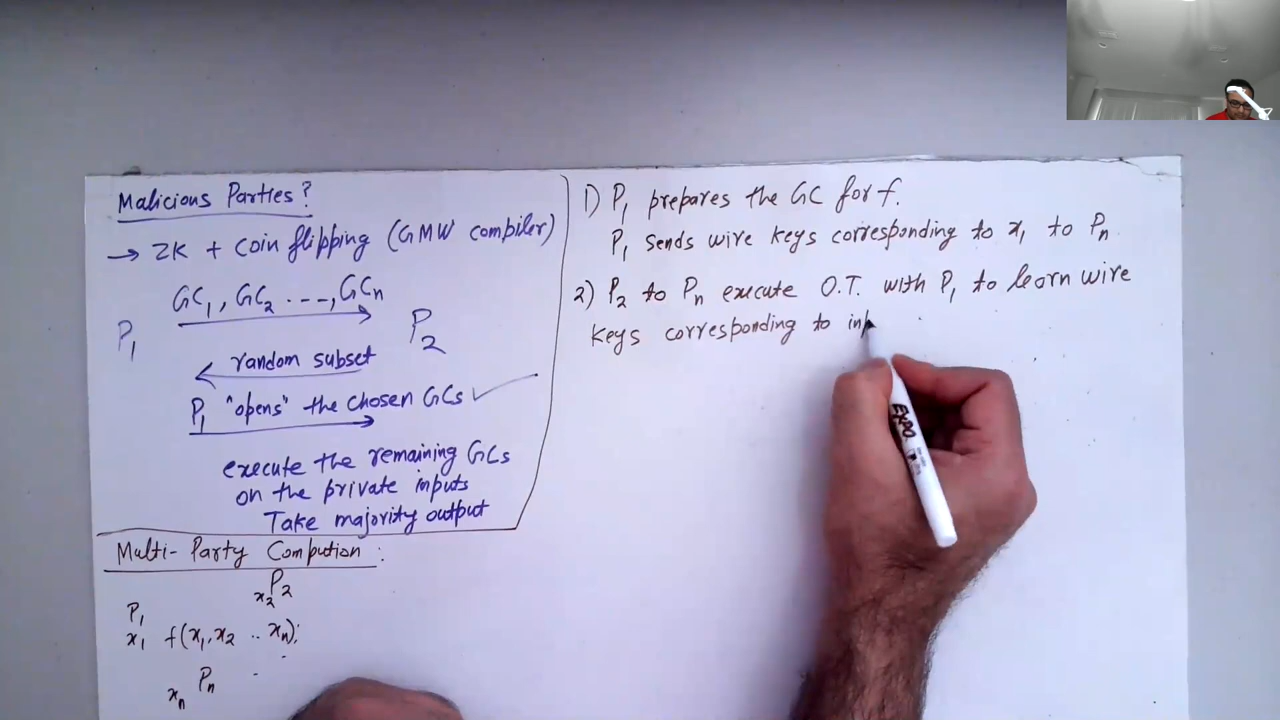 Malicious Parties?
→ ZK + coin flipping (GMW compiler)
GC₁, GC₂ ...., GCₙ
P₁ P₂
random subset
P₁ "opens" the chosen GCs ✓
execute the remaining GCs
on the private inputs
Take majority output
Multi-Party Compution :
P₂
x₂
P₁
x₁ f(x₁,x₂ .. xₙ);
Pₙ
xₙ
1) P₁ prepares the GC for f.
P₁ sends wire keys corresponding to x₁ to Pₙ
2) P₂ to Pₙ execute O.T. with P₁ to learn wire
keys corresponding to inp
EXPO